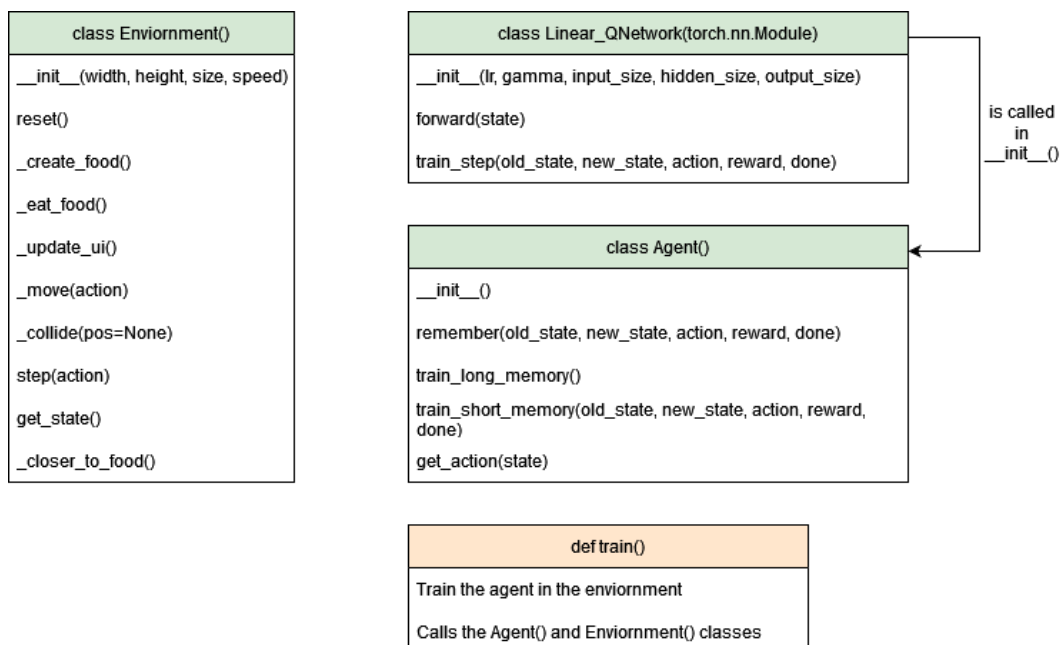 class Enviornment()
__init__(width, height, size, speed)
reset()
_create_food()
_eat_food()
_update_ui()
_move(action)
_collide(pos=None)
step(action)
get_state()
_closer_to_food()
class Linear_QNetwork(torch.nn.Module)
__init__(lr, gamma, input_size, hidden_size, output_size)
forward(state)
train_step(old_state, new_state, action, reward, done)
is called
in
__init__()
class Agent()
__init__()
remember(old_state, new_state, action, reward, done)
train_long_memory()
train_short_memory(old_state, new_state, action, reward,
done)
get_action(state)
def train()
Train the agent in the enviornment
Calls the Agent() and Enviornment() classes